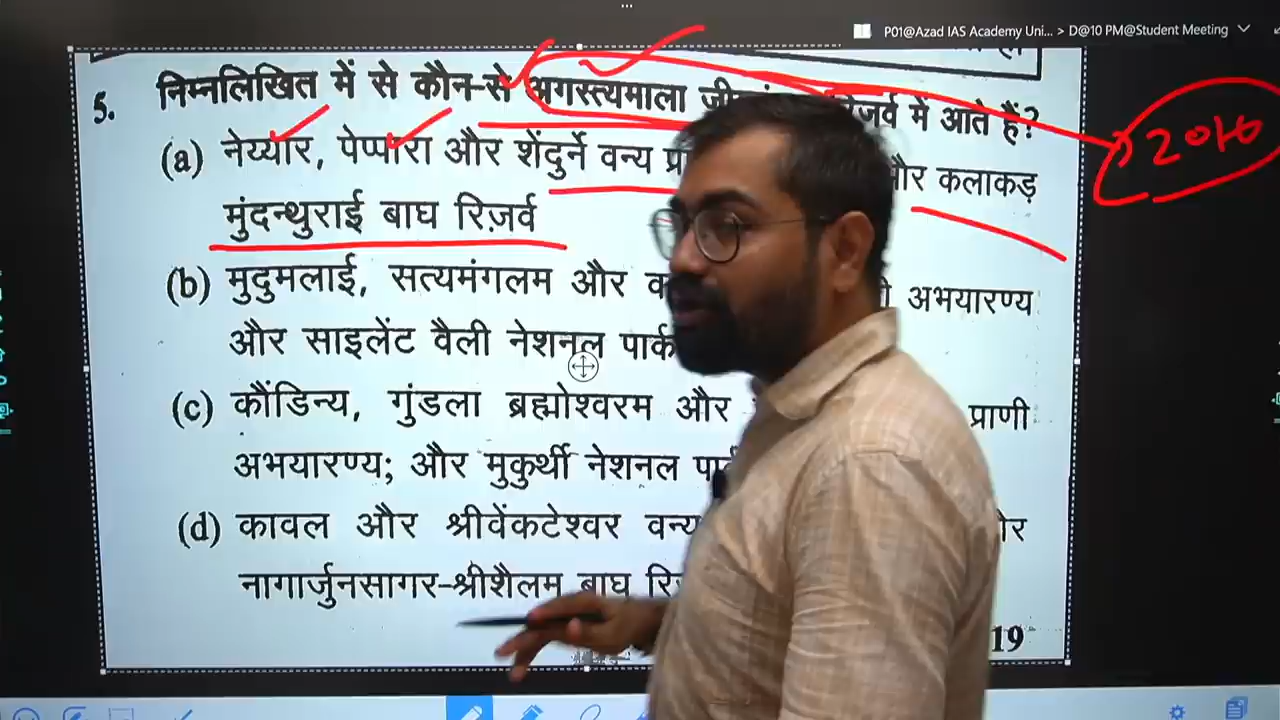 P01@Azad IAS Academy Uni... > D@10 PM@Student Meeting
5. निम्नलिखित में से कौन-से अगस्त्यमाला रिजर्व में आते हैं?
2016
(a) नेय्यार, पेप्पारा और शेंदुर्ने वन्य और कलाकड़
मुंदन्थुराई बाघ रिज़र्व
(b) मुदुमलाई, सत्यमंगलम और अभयारण्य
और साइलेंट वैली नेशनल पार्क
(c) कौंडिन्य, गुंडला ब्रह्मोश्वरम और प्राणी
अभयारण्य; और मुकुर्थी नेशनल
(d) कावल और श्रीवेंकटेश्वर वन्य
नागार्जुनसागर-श्रीशैलम बाघ
19